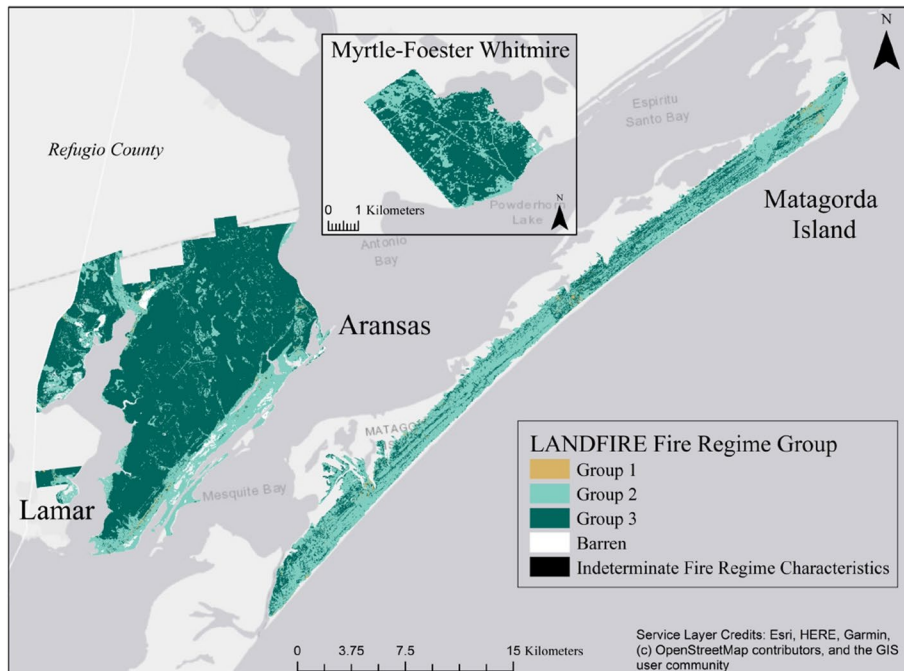 N
Myrtle-Foester Whitmire
Espiritu
Santo Bay
Refugio County
0 1 Kilometers
N
Powderhorn
Lake
Matagorda
Island
Antonio
Bay
Aransas
LANDFIRE Fire Regime Group
Group 1
Group 2
Group 3
Barren
Indeterminate Fire Regime Characteristics
Mesquite Bay
Lamar
0 3.75 7.5 15 Kilometers
Service Layer Credits: Esri, HERE, Garmin,
(c) OpenStreetMap contributors, and the GIS
user community